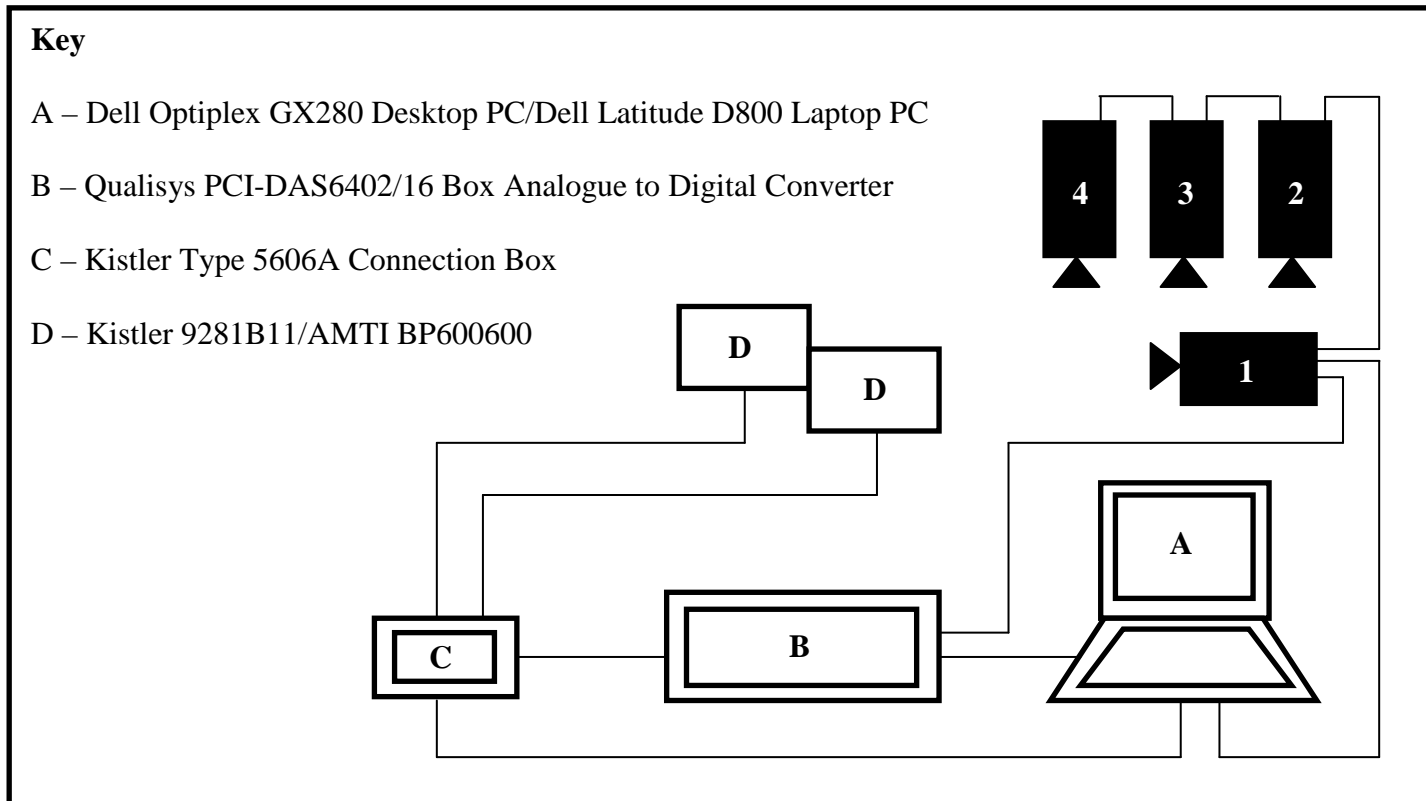 Key
A – Dell Optiplex GX280 Desktop PC/Dell Latitude D800 Laptop PC
B – Qualisys PCI-DAS6402/16 Box Analogue to Digital Converter
C – Kistler Type 5606A Connection Box
D – Kistler 9281B11/AMTI BP600600
4
3
2
1
D
D
A
B
C